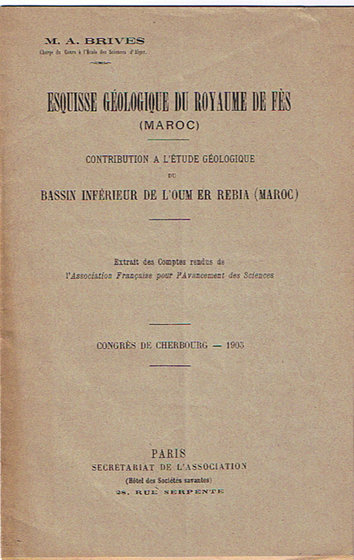 M. A. BRIVES
Chargé du Cours à l'École des Sciences d'Alger.
ESQUISSE GÉOLOGIQUE DU ROYAUME DE FÈS
(MAROC)
CONTRIBUTION A L'ÉTUDE GÉOLOGIQUE
DU
BASSIN INFÉRIEUR DE L'OUM ER REBIA (MAROC)
Extrait des Comptes rendus de
l'Association Française pour l'Avancement des Sciences
CONGRÈS DE CHERBOURG — 1905
PARIS
SECRÉTARIAT DE L'ASSOCIATION
(Hôtel des Sociétés savantes)
28, RUE SERPENTE